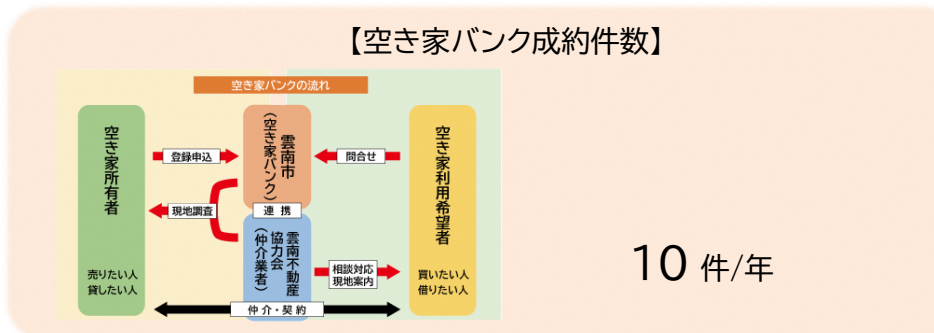 【空き家バンク成約件数】
空き家バンクの流れ
空き家所有者
売りたい人
貸したい人
登録申込
現地調査
雲南市
（空き家バンク）
連携
雲南不動産
協力会
（仲介業者）
問合せ
相談対応
現地案内
空き家利用希望者
買いたい人
借りたい人
仲介・契約
10 件/年